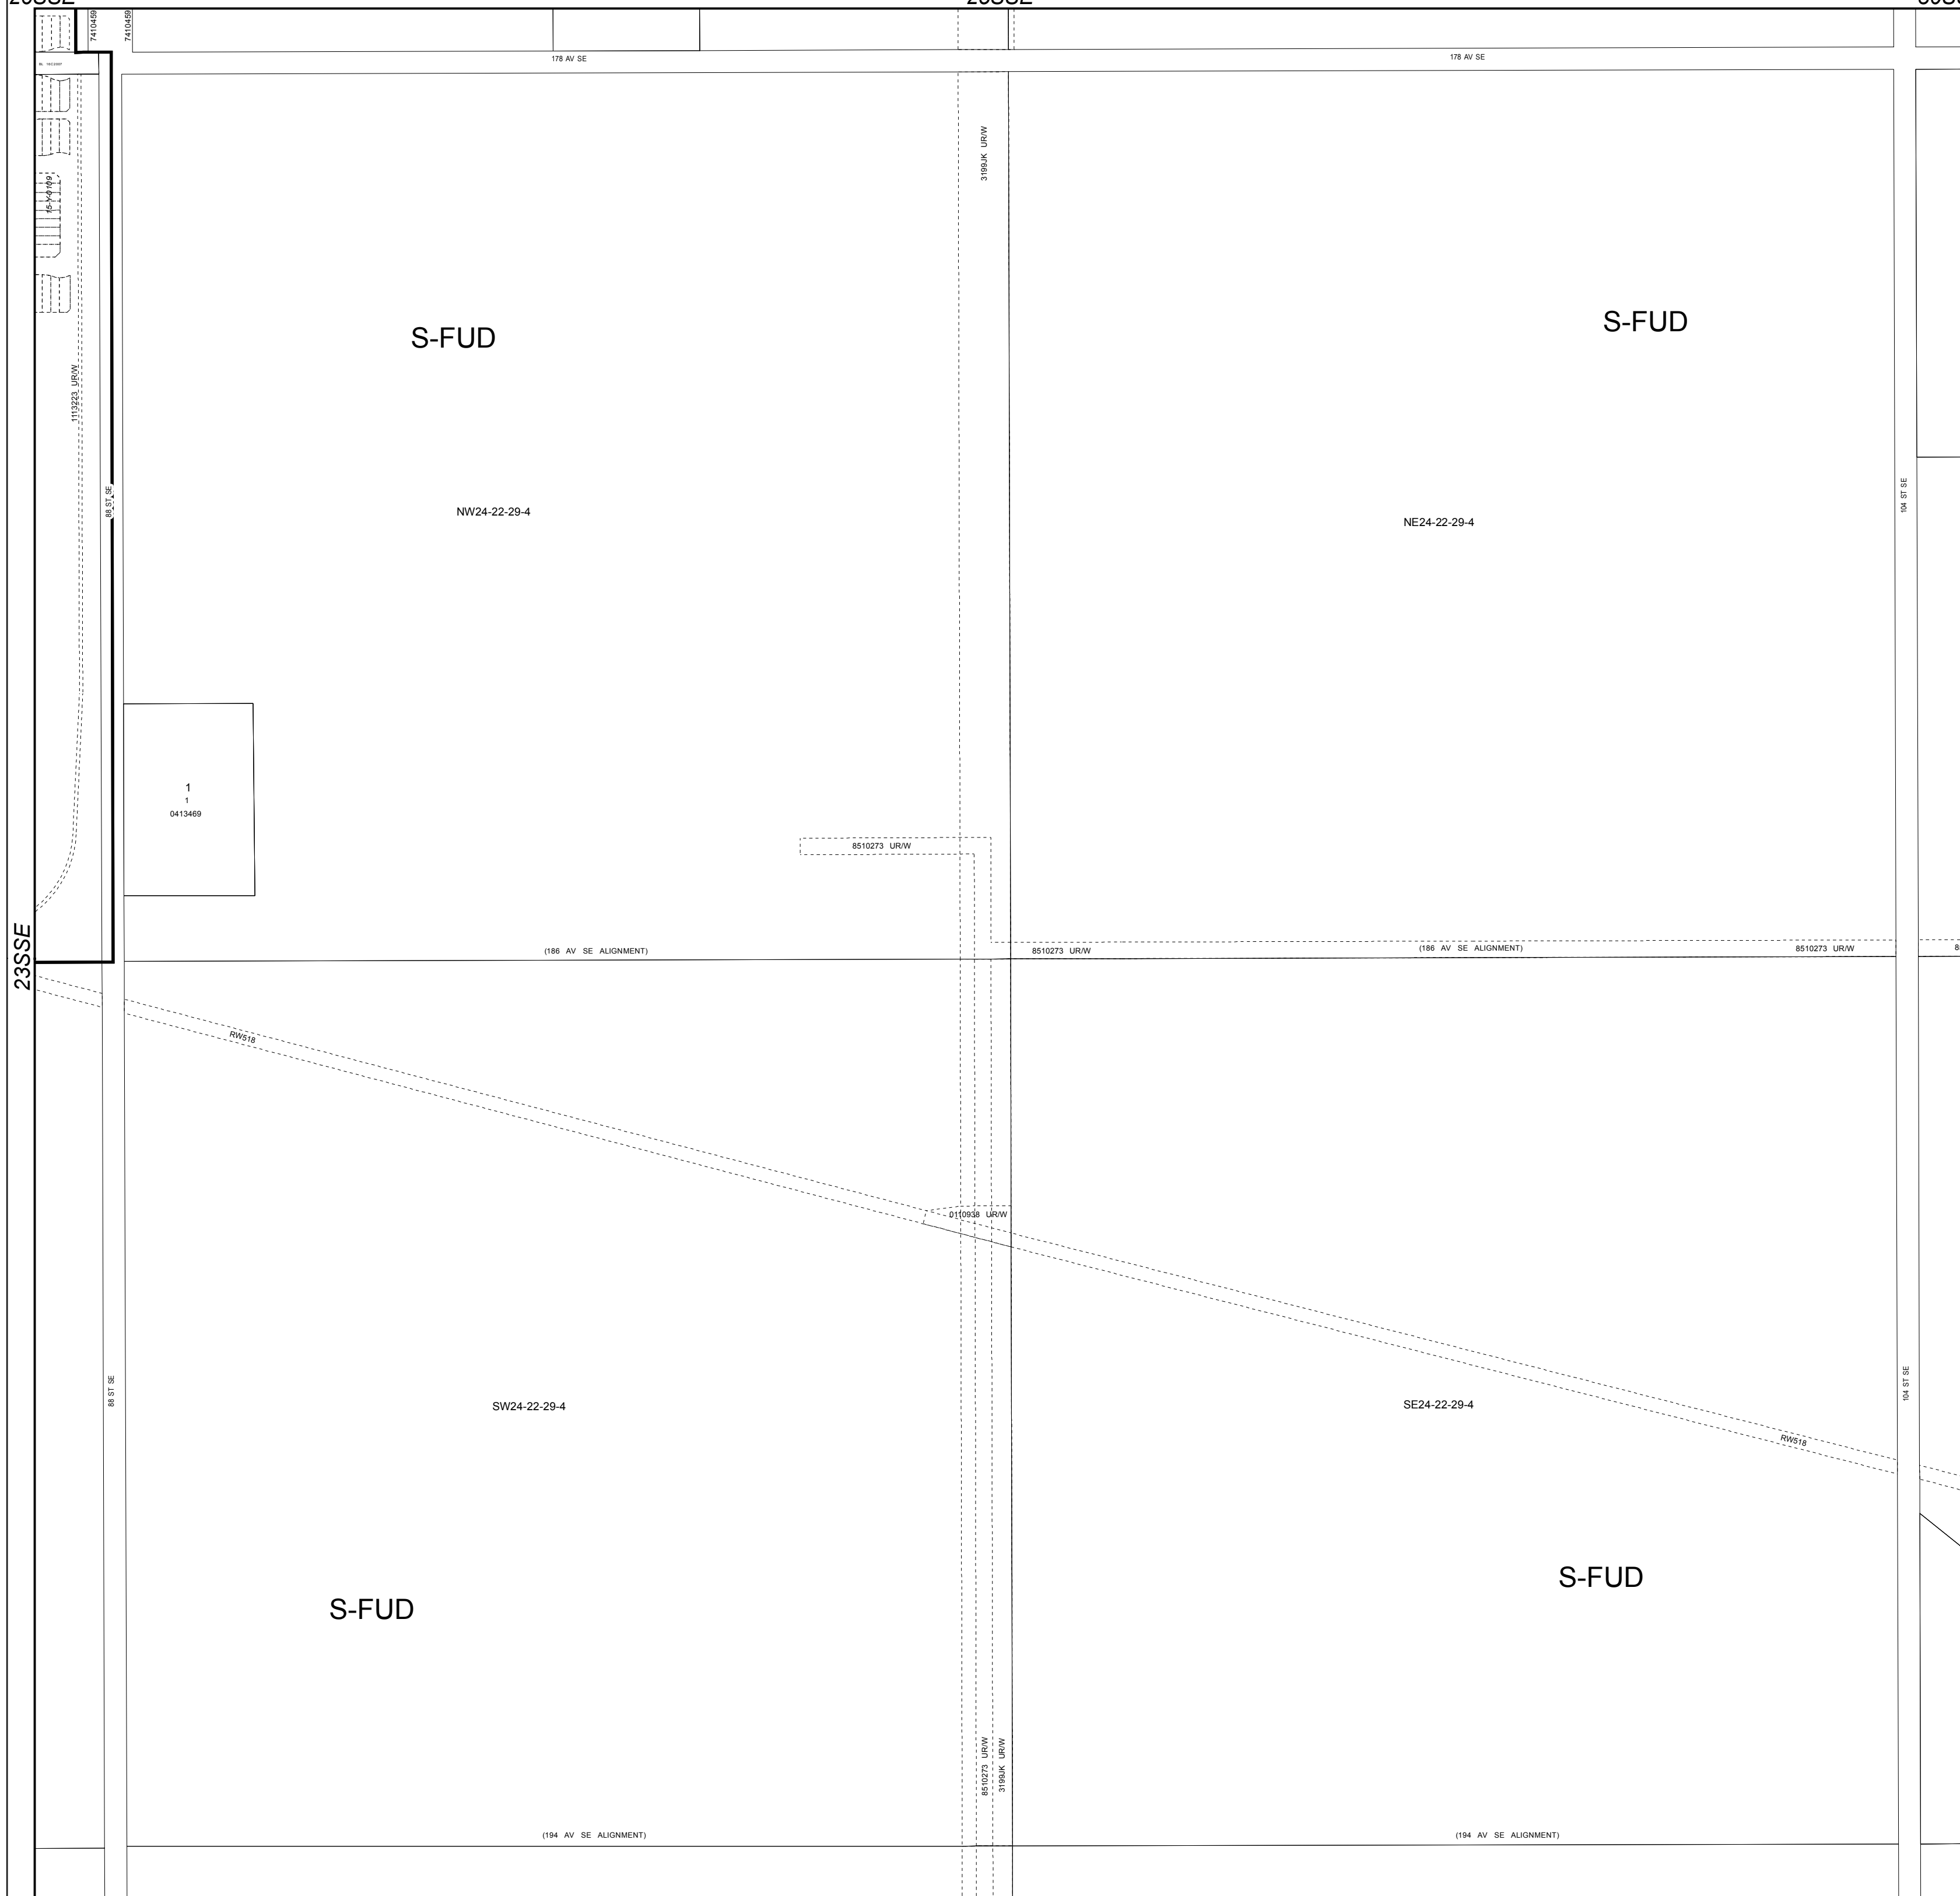 7410459
7410459
178 AV SE
178 AV SE
3199JK UR/W
15-Y-0109
S-FUD
S-FUD
1113223 UR/W
88 ST SE
104 ST SE
NW24-22-29-4
NE24-22-29-4
1
1
0413469
8510273 UR/W
23SSE
(186 AV SE ALIGNMENT)
8510273 UR/W
(186 AV SE ALIGNMENT)
8510273 UR/W
RW518
0110938 UR/W
88 ST SE
104 ST SE
SW24-22-29-4
SE24-22-29-4
RW518
S-FUD
S-FUD
8510273 UR/W
3199JK UR/W
(194 AV SE ALIGNMENT)
(194 AV SE ALIGNMENT)